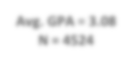 Avg. GPA = 3.08
N = 4524